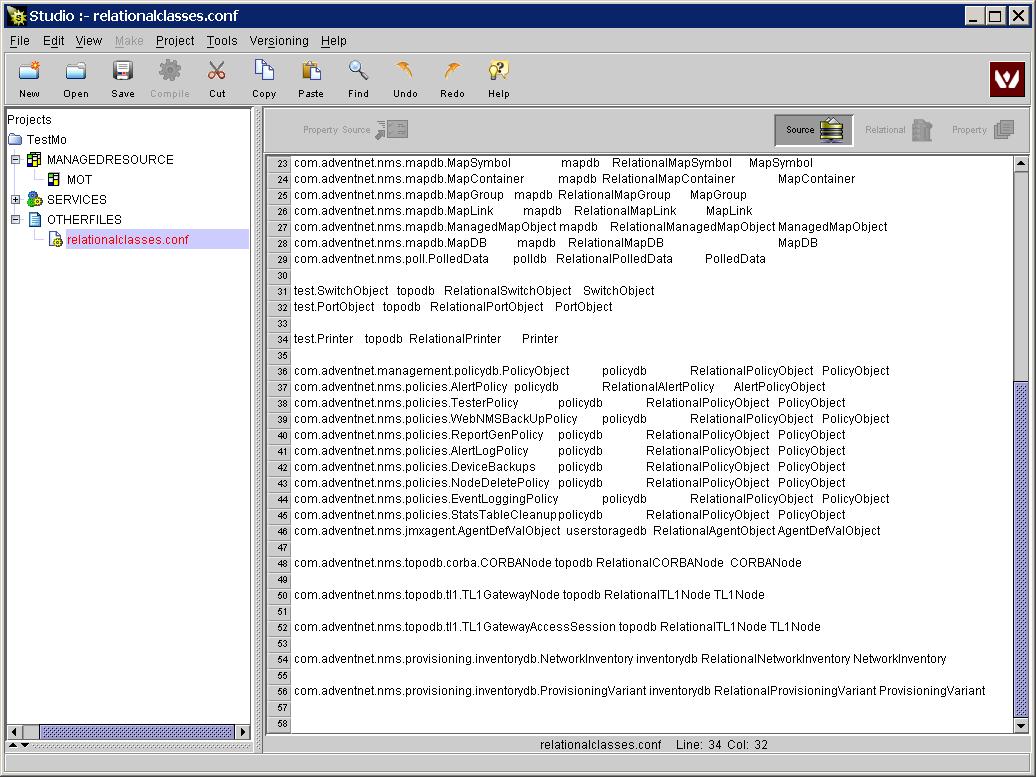 Studio :- relationalclasses.conf
File Edit View Make Project Tools Versioning Help
New Open Save Compile Cut Copy Paste Find Undo Redo Help
Projects
TestMo
MANAGEDRESOURCE
MOT
SERVICES
OTHERFILES
relationalclasses.conf
Property Source Source Relational Property
23 com.adventnet.nms.mapdb.MapSymbol mapdb RelationalMapSymbol MapSymbol
24 com.adventnet.nms.mapdb.MapContainer mapdb RelationalMapContainer MapContainer
25 com.adventnet.nms.mapdb.MapGroup mapdb RelationalMapGroup MapGroup
26 com.adventnet.nms.mapdb.MapLink mapdb RelationalMapLink MapLink
27 com.adventnet.nms.mapdb.ManagedMapObject mapdb RelationalManagedMapObject ManagedMapObject
28 com.adventnet.nms.mapdb.MapDB mapdb RelationalMapDB MapDB
29 com.adventnet.nms.poll.PolledData polldb RelationalPolledData PolledData
30
31 test.SwitchObject topodb RelationalSwitchObject SwitchObject
32 test.PortObject topodb RelationalPortObject PortObject
33
34 test.Printer topodb RelationalPrinter Printer
35
36 com.adventnet.management.policydb.PolicyObject policydb RelationalPolicyObject PolicyObject
37 com.adventnet.nms.policies.AlertPolicy policydb RelationalAlertPolicy AlertPolicyObject
38 com.adventnet.nms.policies.TesterPolicy policydb RelationalPolicyObject PolicyObject
39 com.adventnet.nms.policies.WebNMSBackUpPolicy policydb RelationalPolicyObject PolicyObject
40 com.adventnet.nms.policies.ReportGenPolicy policydb RelationalPolicyObject PolicyObject
41 com.adventnet.nms.policies.AlertLogPolicy policydb RelationalPolicyObject PolicyObject
42 com.adventnet.nms.policies.DeviceBackups policydb RelationalPolicyObject PolicyObject
43 com.adventnet.nms.policies.NodeDeletePolicy policydb RelationalPolicyObject PolicyObject
44 com.adventnet.nms.policies.EventLoggingPolicy policydb RelationalPolicyObject PolicyObject
45 com.adventnet.nms.policies.StatsTableCleanup policydb RelationalPolicyObject PolicyObject
46 com.adventnet.nms.jmxagent.AgentDefValObject userstoragedb RelationalAgentObject AgentDefValObject
47
48 com.adventnet.nms.topodb.corba.CORBANode topodb RelationalCORBANode CORBANode
49
50 com.adventnet.nms.topodb.tl1.TL1GatewayNode topodb RelationalTL1Node TL1Node
51
52 com.adventnet.nms.topodb.tl1.TL1GatewayAccessSession topodb RelationalTL1Node TL1Node
53
54 com.adventnet.nms.provisioning.inventorydb.NetworkInventory inventorydb RelationalNetworkInventory NetworkInventory
55
56 com.adventnet.nms.provisioning.inventorydb.ProvisioningVariant inventorydb RelationalProvisioningVariant ProvisioningVariant
57
58
relationalclasses.conf Line: 34 Col: 32